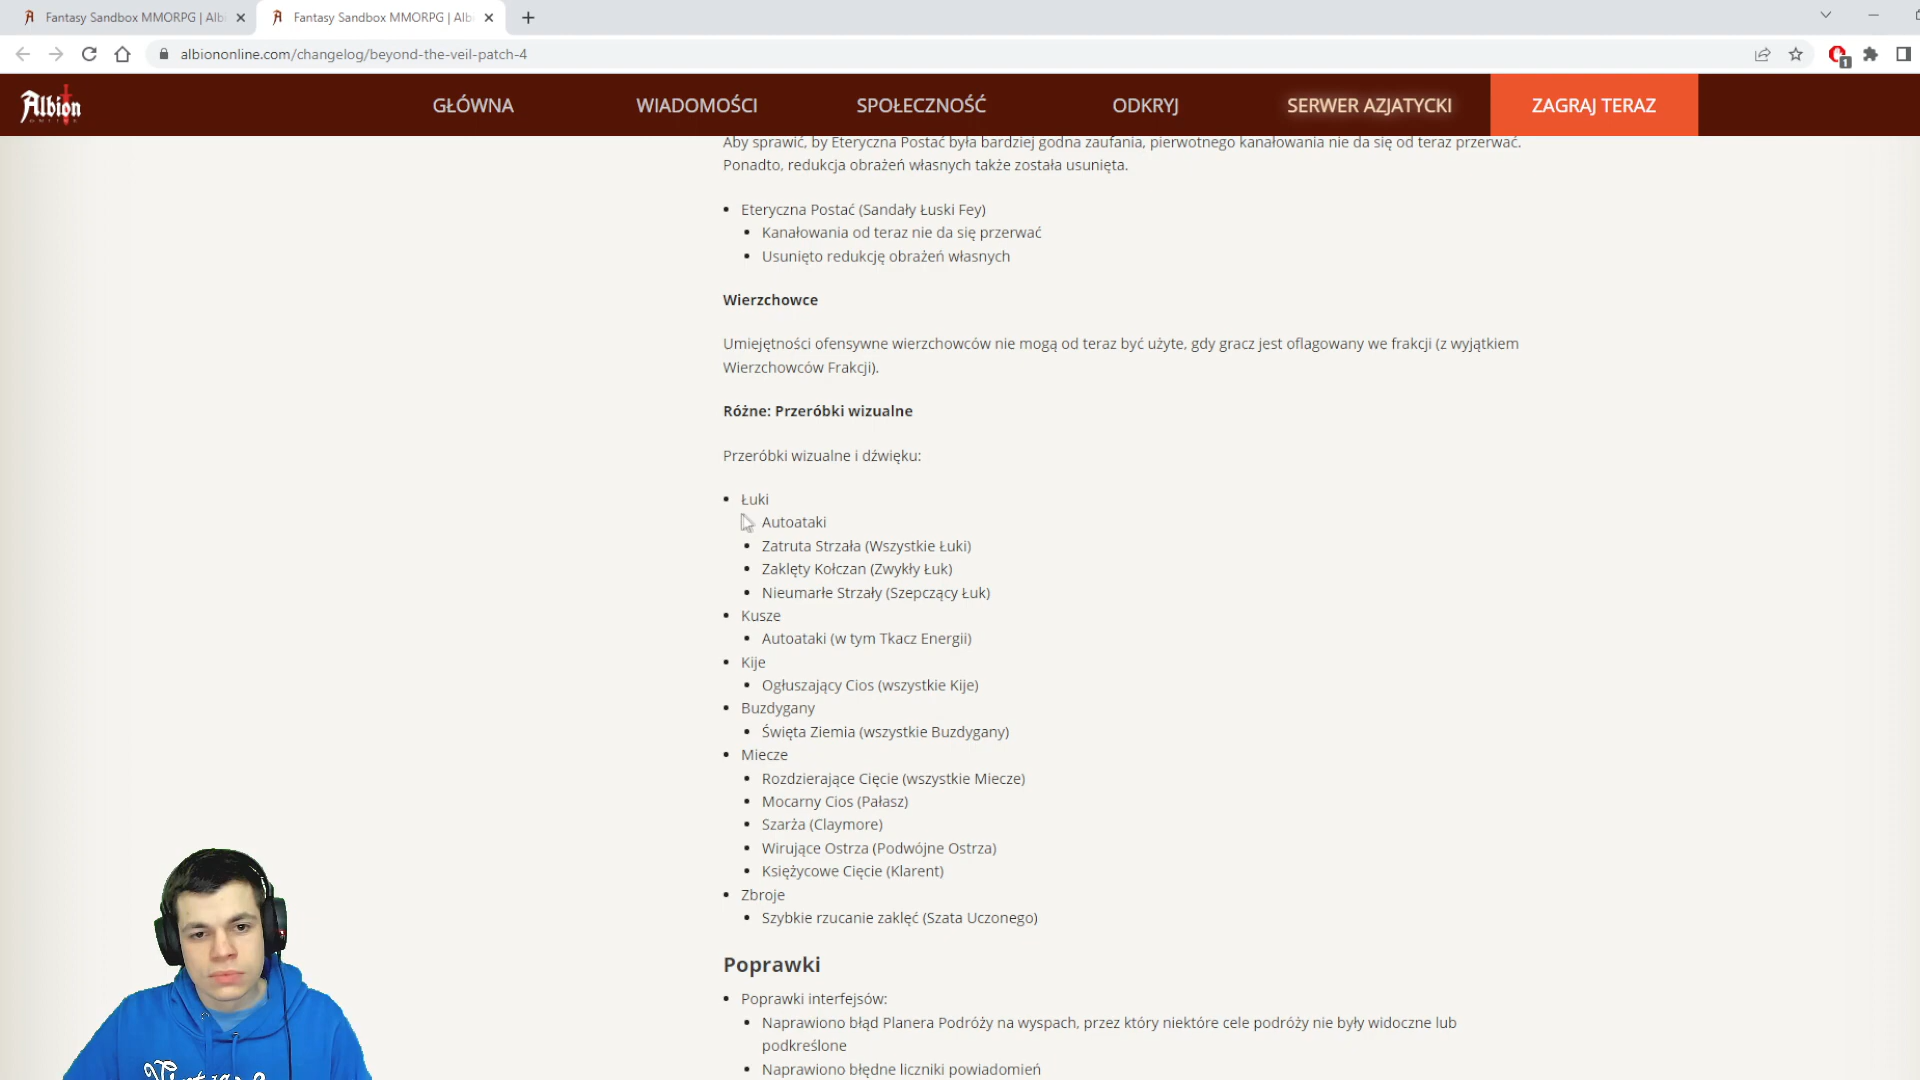 Fantasy Sandbox MMORPG | Alb
Fantasy Sandbox MMORPG | Alb
albiononline.com/changelog/beyond-the-veil-patch-4
1
Albion
ONLINE
GŁÓWNA
WIADOMOŚCI
SPOŁECZNOŚĆ
ODKRYJ
SERWER AZJATYCKI
ZAGRAJ TERAZ
Aby sprawić, by Eteryczna Postać była bardziej godna zaufania, pierwotnego kanałowania nie da się od teraz przerwać.
Ponadto, redukcja obrażeń własnych także została usunięta.
Eteryczna Postać (Sandały Łuski Fey)
Kanałowania od teraz nie da się przerwać
Usunięto redukcję obrażeń własnych
Wierzchowce
Umiejętności ofensywne wierzchowców nie mogą od teraz być użyte, gdy gracz jest oflagowany we frakcji (z wyjątkiem
Wierzchowców Frakcji).
Różne: Przeróbki wizualne
Przeróbki wizualne i dźwięku:
Łuki
Autoataki
Zatruta Strzała (Wszystkie Łuki)
Zaklęty Kołczan (Zwykły Łuk)
Nieumarłe Strzały (Szepczący Łuk)
Kusze
Autoataki (w tym Tkacz Energii)
Kije
Ogłuszający Cios (wszystkie Kije)
Buzdygany
Święta Ziemia (wszystkie Buzdygany)
Miecze
Rozdzierające Cięcie (wszystkie Miecze)
Mocarny Cios (Pałasz)
Szarża (Claymore)
Wirujące Ostrza (Podwójne Ostrza)
Księżycowe Cięcie (Klarent)
Zbroje
Szybkie rzucanie zaklęć (Szata Uczonego)
Poprawki
Poprawki interfejsów:
Naprawiono błąd Planera Podróży na wyspach, przez który niektóre cele podróży nie były widoczne lub
podkreślone
Naprawiono błędne liczniki powiadomień